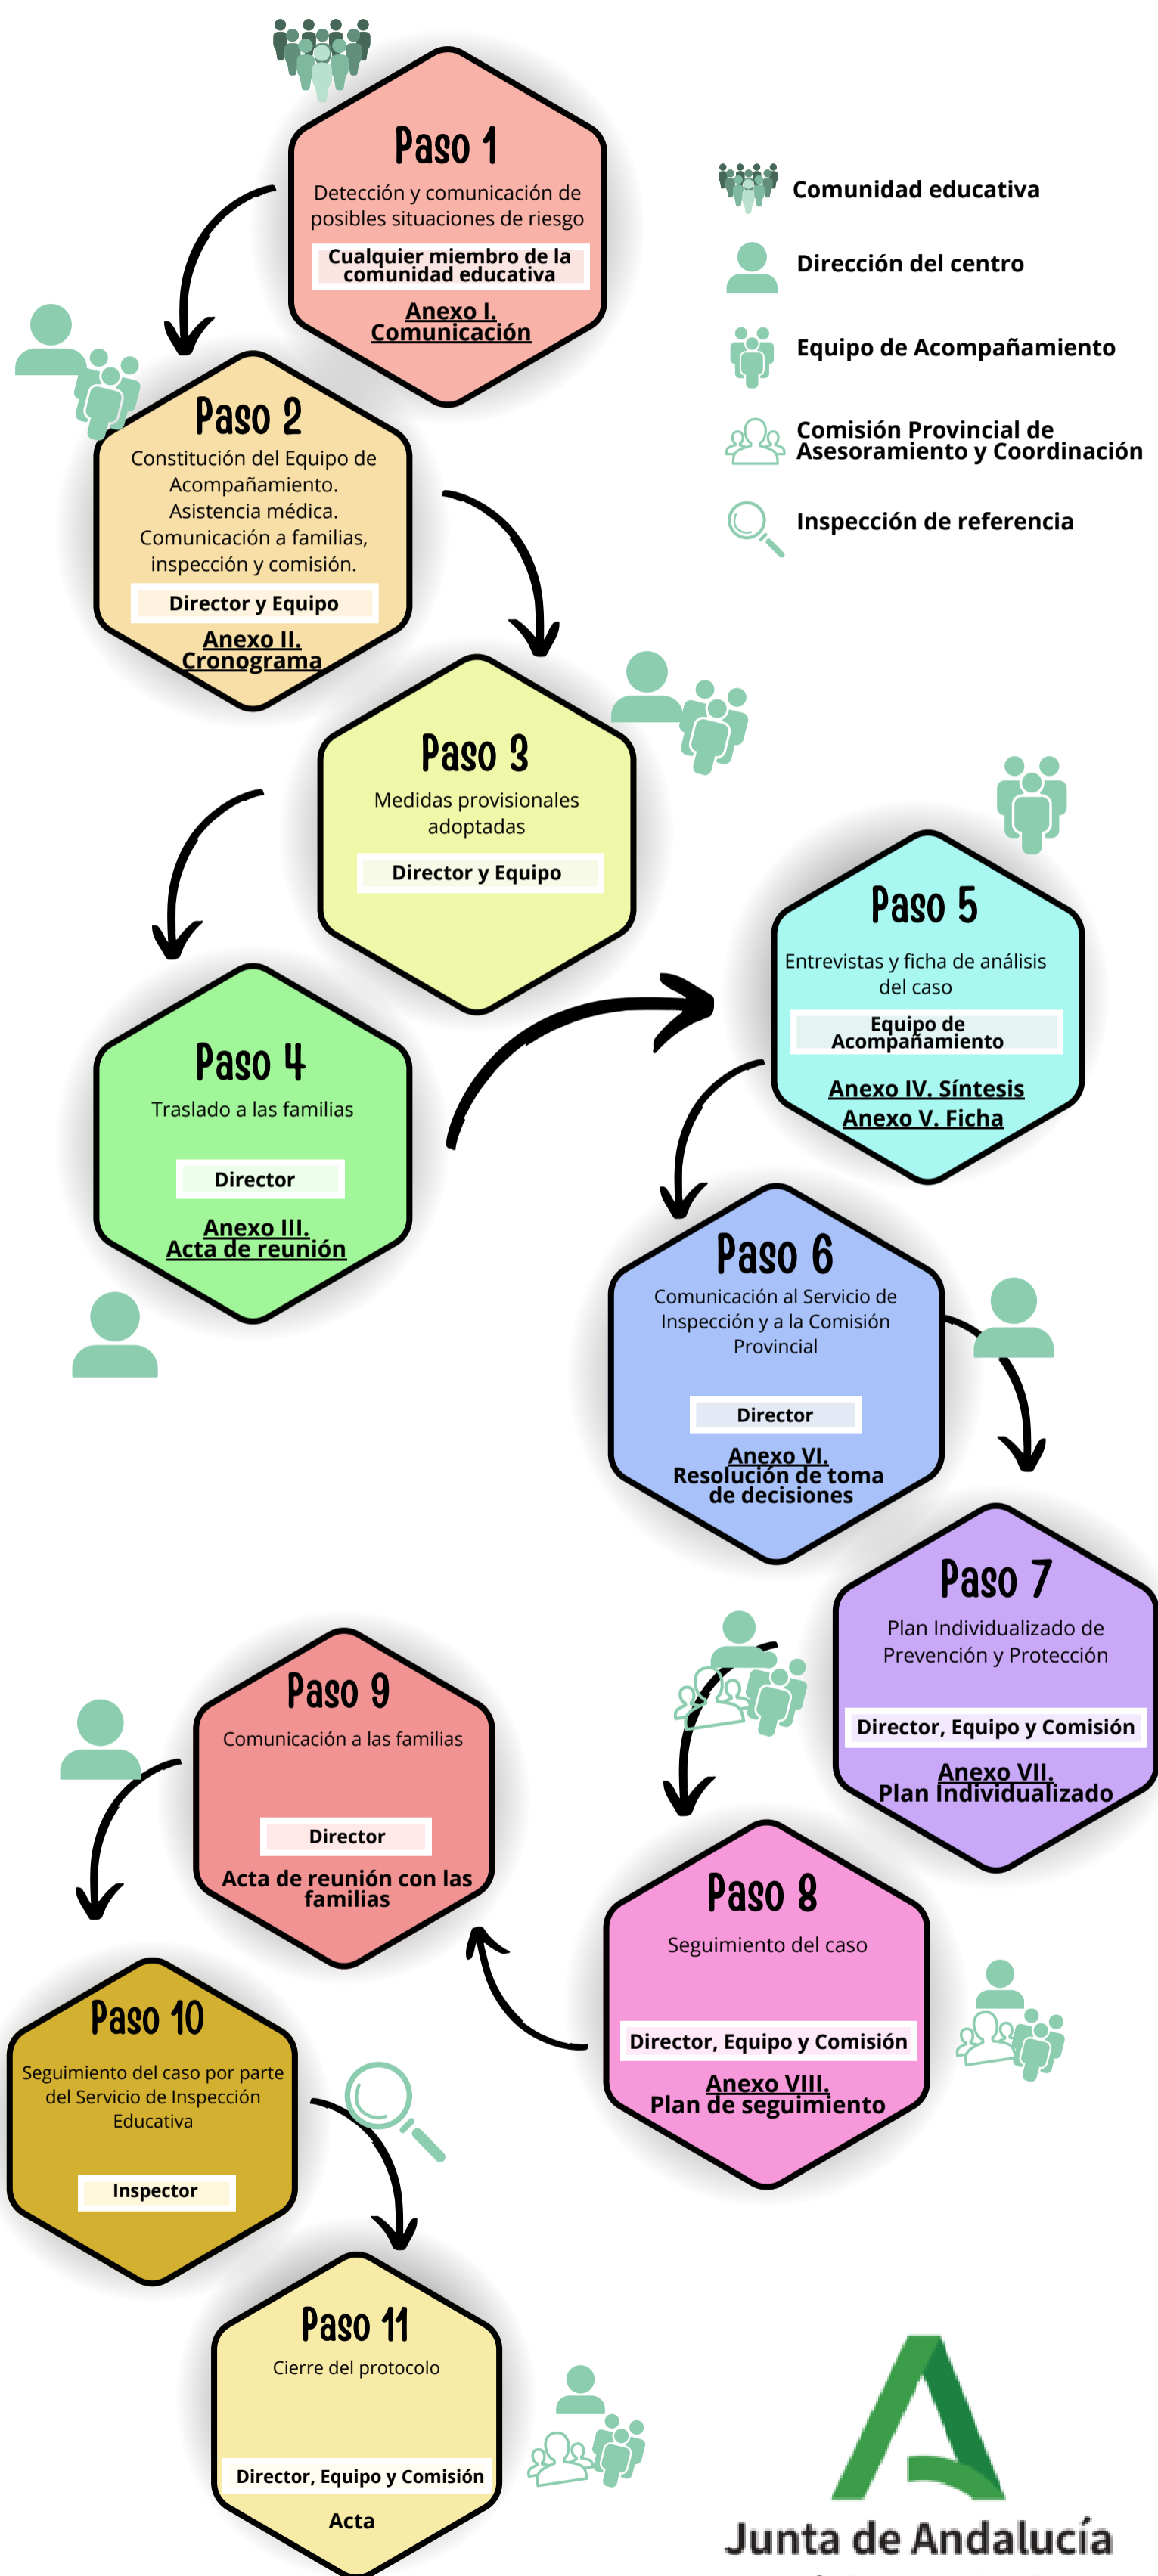 Paso 1
Detección y comunicación de
posibles situaciones de riesgo
Cualquier miembro de la
comunidad educativa
Anexo I.
Comunicación
Comunidad educativa
Dirección del centro
Equipo de Acompañamiento
Comisión Provincial de
Asesoramiento y Coordinación
Inspección de referencia
Paso 2
Constitución del Equipo de
Acompañamiento.
Asistencia médica.
Comunicación a familias,
inspección y comisión.
Director y Equipo
Anexo II.
Cronograma
Paso 3
Medidas provisionales
adoptadas
Director y Equipo
Paso 4
Traslado a las familias
Director
Anexo III.
Acta de reunión
Paso 5
Entrevistas y ficha de análisis
del caso
Equipo de
Acompañamiento
Anexo IV. Síntesis
Anexo V. Ficha
Paso 6
Comunicación al Servicio de
Inspección y a la Comisión
Provincial
Director
Anexo VI.
Resolución de toma
de decisiones
Paso 7
Plan Individualizado de
Prevención y Protección
Director, Equipo y Comisión
Anexo VII.
Plan Individualizado
Paso 8
Seguimiento del caso
Director, Equipo y Comisión
Anexo VIII.
Plan de seguimiento
Paso 9
Comunicación a las familias
Director
Acta de reunión con las
familias
Paso 10
Seguimiento del caso por parte
del Servicio de Inspección
Educativa
Inspector
Paso 11
Cierre del protocolo
Director, Equipo y Comisión
Acta
Junta de Andalucía